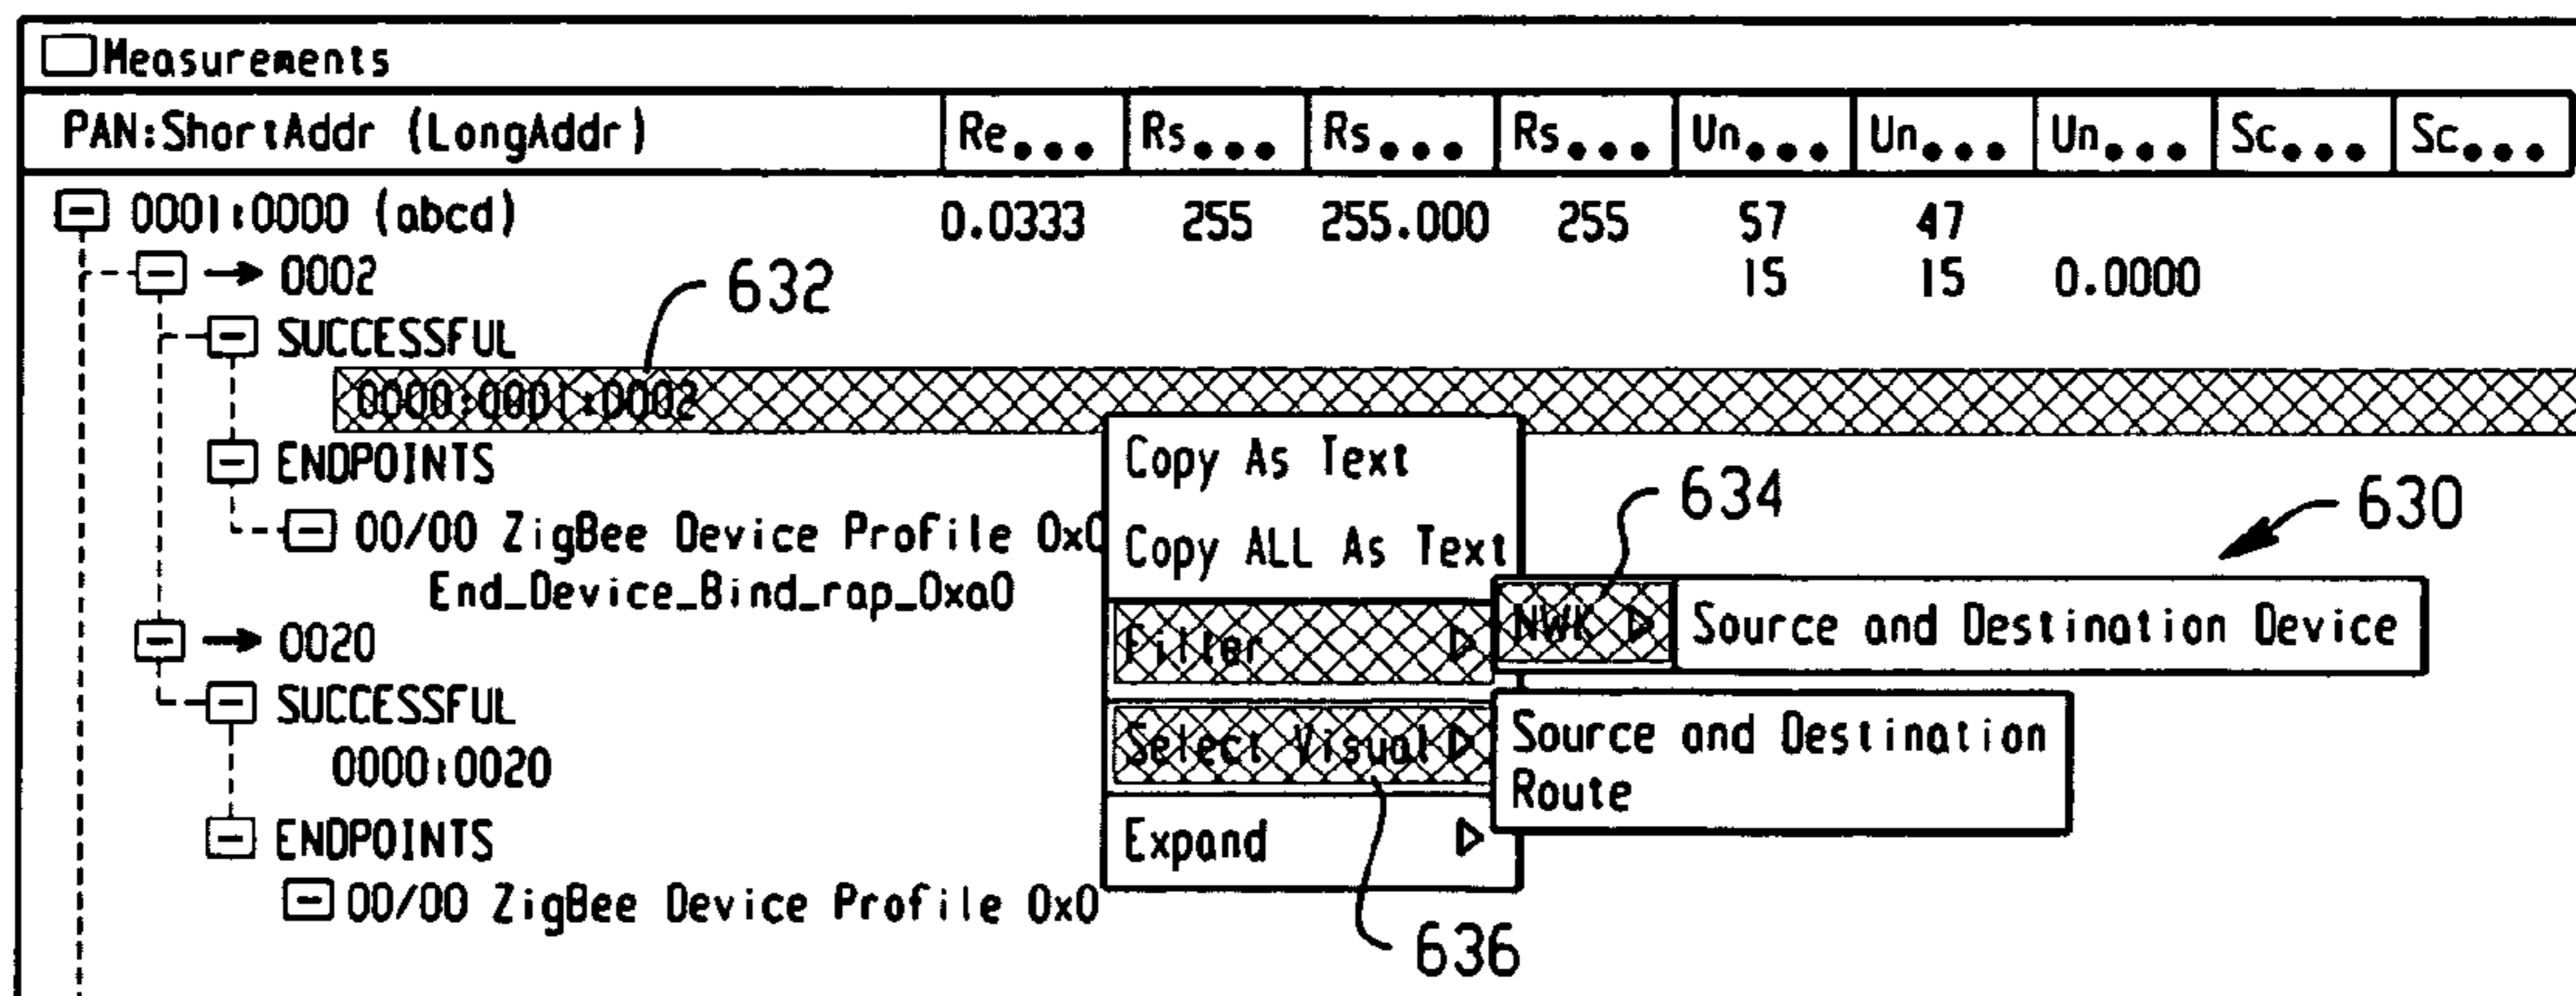 Measurements
PAN:ShortAddr (LongAddr) Re... Rs... Rs... Rs... Un... Un... Un... Sc... Sc...
0001:0000 (abcd) 0.0333 255 255.000 255 57 47
→ 0002 15 15 0.0000
632
SUCCESSFUL
0000:0001:0002
ENDPOINTS
00/00 ZigBee Device Profile 0x0
End_Device_Bind_rap_0xa0
→ 0020
SUCCESSFUL
0000:0020
ENDPOINTS
00/00 ZigBee Device Profile 0x0
Copy As Text
Copy ALL As Text
Filter
Select Visual
Expand
634
630
NWK
Source and Destination Device
Source and Destination
Route
636